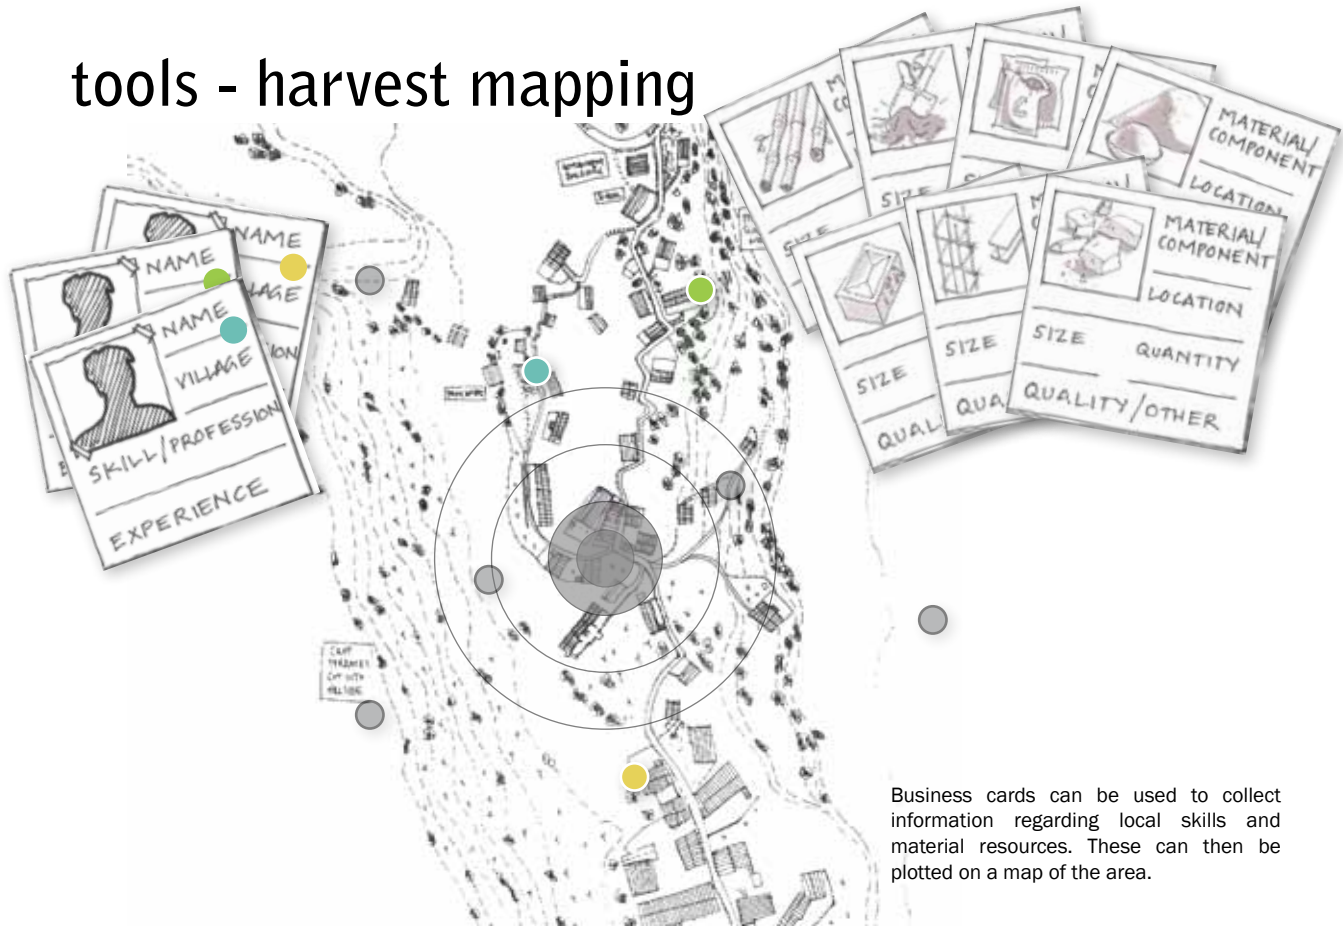 tools - harvest mapping
NAME
NAME
NAME
VILLAGE
SKILL/PROFESSION
EXPERIENCE
MATERIAL/
COMPONENT
LOCATION
SIZE
SIZE
MATERIAL/
COMPONENT
LOCATION
SIZE
QUANTITY
QUALITY/OTHER
SIZE
SIZE
Business cards can be used to collect
information regarding local skills and
material resources. These can then be
plotted on a map of the area.